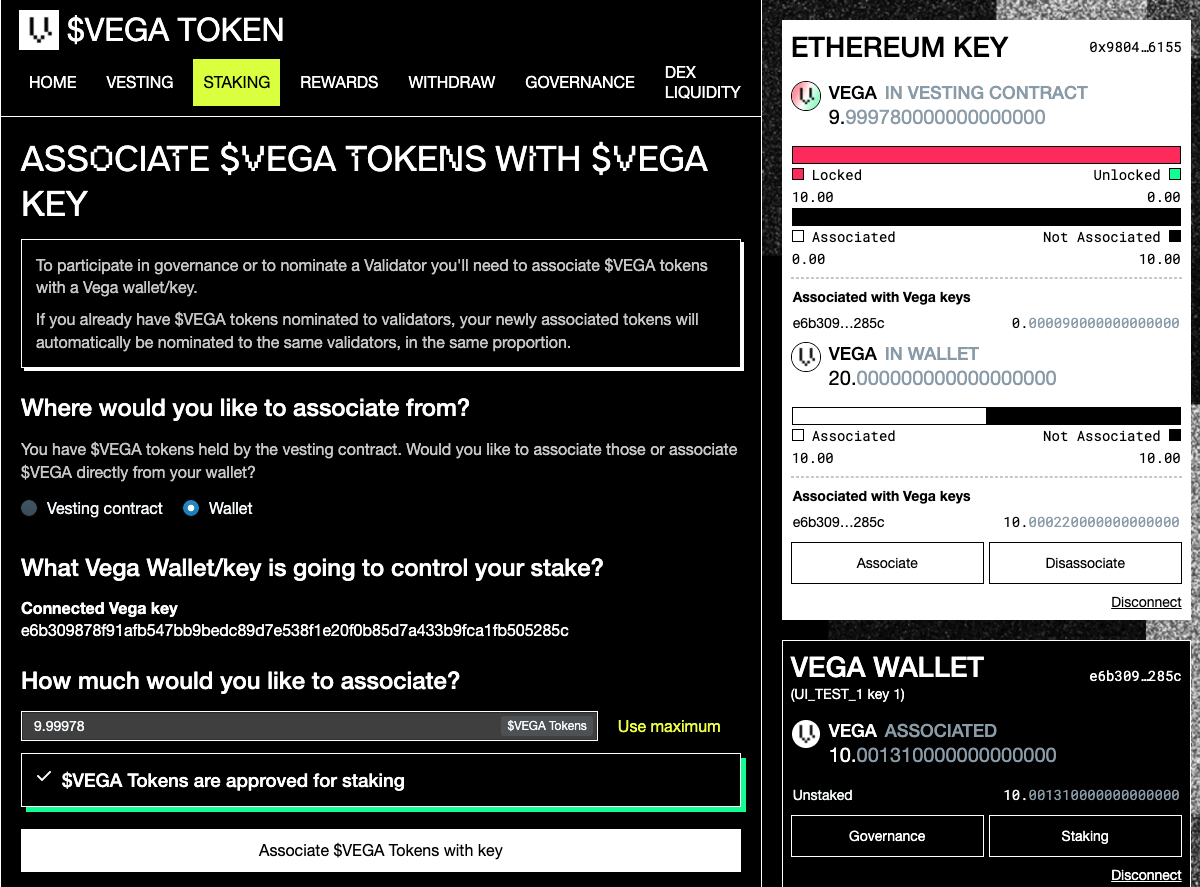 $VEGA TOKEN
HOME VESTING STAKING REWARDS WITHDRAW GOVERNANCE DEX LIQUIDITY
ASSOCIATE $VEGA TOKENS WITH $VEGA
KEY
To participate in governance or to nominate a Validator you'll need to associate $VEGA tokens
with a Vega wallet/key.
If you already have $VEGA tokens nominated to validators, your newly associated tokens will
automatically be nominated to the same validators, in the same proportion.
Where would you like to associate from?
You have $VEGA tokens held by the vesting contract. Would you like to associate those or associate
$VEGA directly from your wallet?
Vesting contract Wallet
What Vega Wallet/key is going to control your stake?
Connected Vega key
e6b309878f91afb547bb9bedc89d7e538f1e20f0b85d7a433b9fca1fb505285c
How much would you like to associate?
9.99978 $VEGA Tokens Use maximum
$VEGA Tokens are approved for staking
Associate $VEGA Tokens with key
ETHEREUM KEY 0x9804…6155
VEGA IN VESTING CONTRACT
9.999780000000000000
Locked Unlocked
10.00 0.00
Associated Not Associated
0.00 10.00
Associated with Vega keys
e6b309…285c 0.000090000000000000
VEGA IN WALLET
20.000000000000000000
Associated Not Associated
10.00 10.00
Associated with Vega keys
e6b309…285c 10.000220000000000000
Associate Disassociate
Disconnect
VEGA WALLET e6b309…285c
(UI_TEST_1 key 1)
VEGA ASSOCIATED
10.001310000000000000
Unstaked 10.001310000000000000
Governance Staking
Disconnect